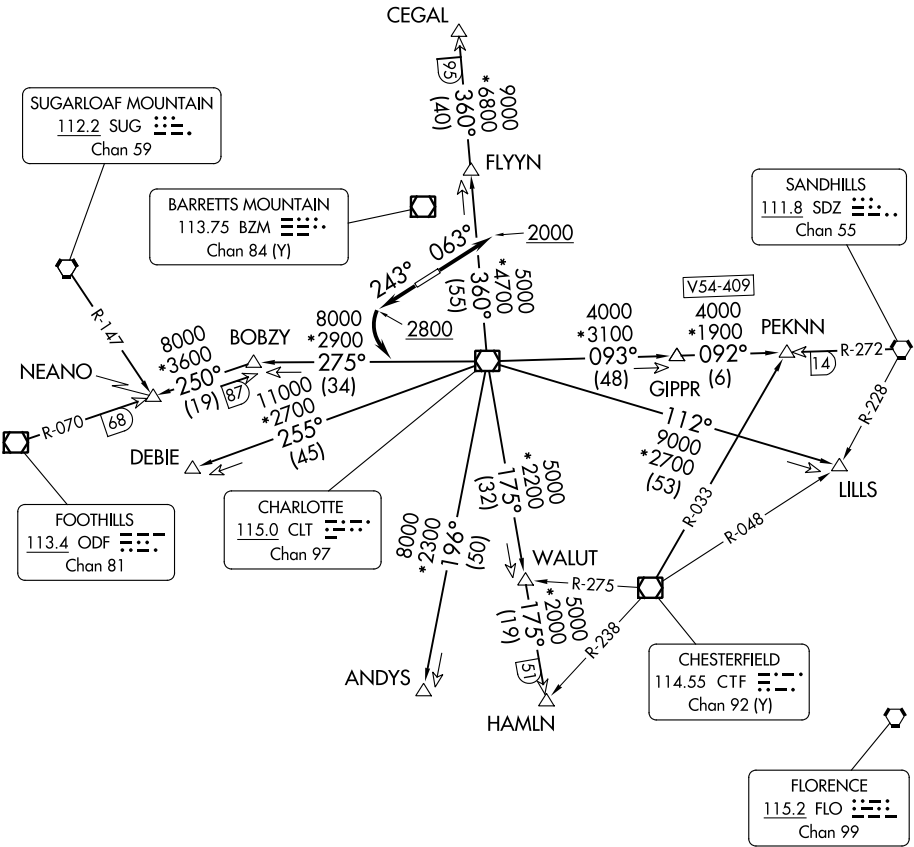 CEGAL
95
360°
(40)
9000
*6800
FLYYN
SUGARLOAF MOUNTAIN
112.2 SUG
Chan 59
BARRETTS MOUNTAIN
113.75 BZM
Chan 84 (Y)
SANDHILLS
111.8 SDZ
Chan 55
243°
063°
2000
2800
360°
(55)
5000
*4700
R-147
NEANO
8000
*3600
250°
(19)
87
BOBZY
8000
*2900
275°
(34)
4000
*3100
093°
(48)
GIPPR
V54-409
4000
*1900
092°
(6)
PEKNN
14
R-272
R-228
R-070
68
11000
*2700
255°
(45)
DEBIE
112°
9000
*2700
(53)
LILLS
FOOTHILLS
113.4 ODF
Chan 81
CHARLOTTE
115.0 CLT
Chan 97
8000
*2300
196°
(50)
ANDYS
5000
*2200
175°
(32)
WALUT
R-275
5000
*2000
175°
(19)
51
HAMLN
R-033
R-048
R-238
CHESTERFIELD
114.55 CTF
Chan 92 (Y)
FLORENCE
115.2 FLO
Chan 99